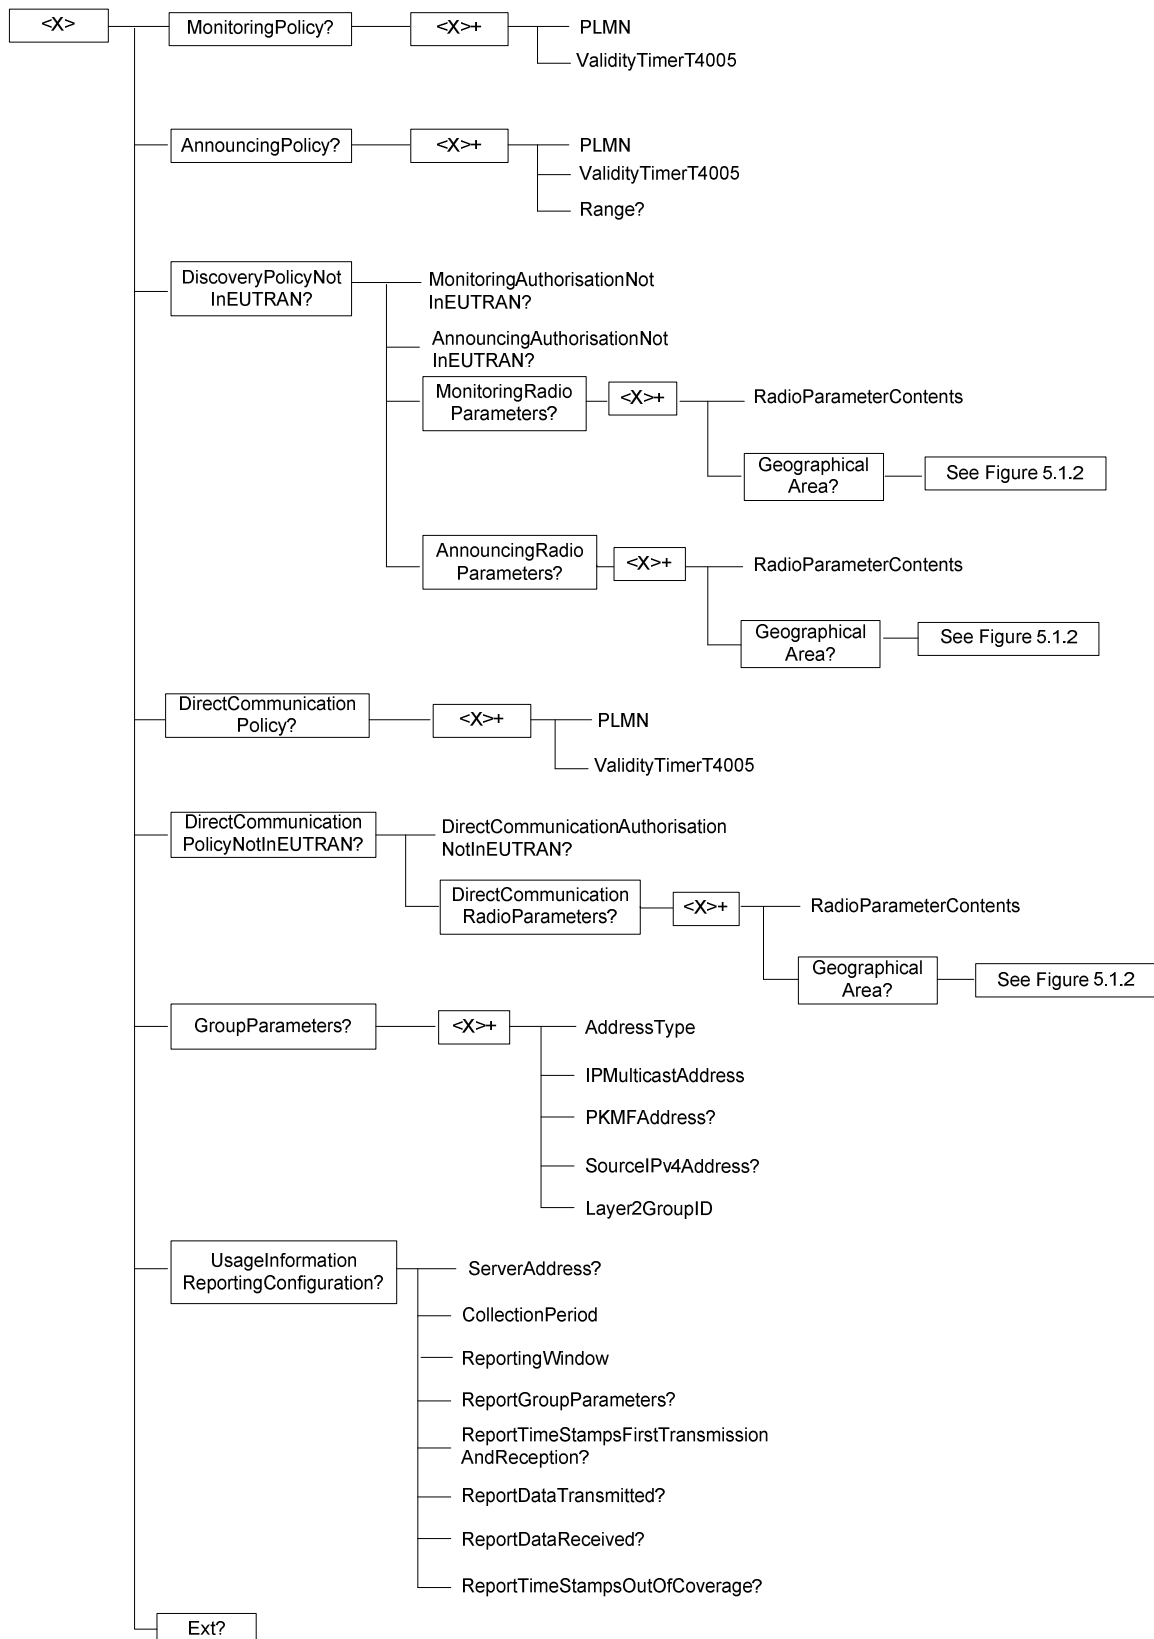 <X>
MonitoringPolicy?
<X>+
PLMN
ValidityTimerT4005
AnnouncingPolicy?
<X>+
PLMN
ValidityTimerT4005
Range?
DiscoveryPolicyNot
InEUTRAN?
MonitoringAuthorisationNot
InEUTRAN?
AnnouncingAuthorisationNot
InEUTRAN?
MonitoringRadio
Parameters?
<X>+
RadioParameterContents
Geographical
Area?
See Figure 5.1.2
AnnouncingRadio
Parameters?
<X>+
RadioParameterContents
Geographical
Area?
See Figure 5.1.2
DirectCommunication
Policy?
<X>+
PLMN
ValidityTimerT4005
DirectCommunication
PolicyNotInEUTRAN?
DirectCommunicationAuthorisation
NotInEUTRAN?
DirectCommunication
RadioParameters?
<X>+
RadioParameterContents
Geographical
Area?
See Figure 5.1.2
GroupParameters?
<X>+
AddressType
IPMulticastAddress
PKMFAddress?
SourceIPv4Address?
Layer2GroupID
UsageInformation
ReportingConfiguration?
ServerAddress?
CollectionPeriod
ReportingWindow
ReportGroupParameters?
ReportTimeStampsFirstTransmission
AndReception?
ReportDataTransmitted?
ReportDataReceived?
ReportTimeStampsOutOfCoverage?
Ext?